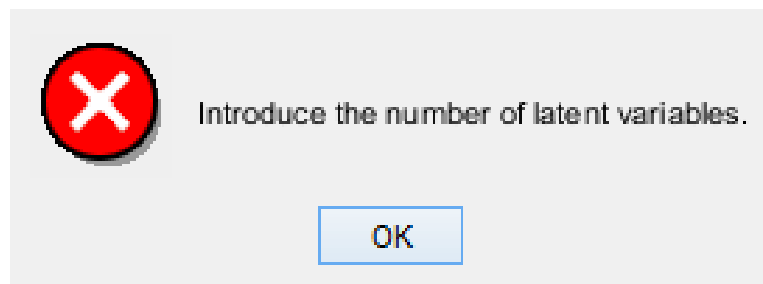 Introduce the number of latent variables.
OK